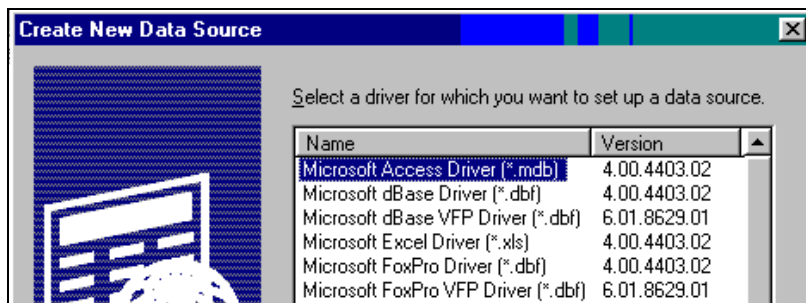 Create New Data Source
Select a driver for which you want to set up a data source.
Name Version
Microsoft Access Driver (*.mdb) 4.00.4403.02
Microsoft dBase Driver (*.dbf) 4.00.4403.02
Microsoft dBase VFP Driver (*.dbf) 6.01.8629.01
Microsoft Excel Driver (*.xls) 4.00.4403.02
Microsoft FoxPro Driver (*.dbf) 4.00.4403.02
Microsoft FoxPro VFP Driver (*.dbf) 6.01.8629.01